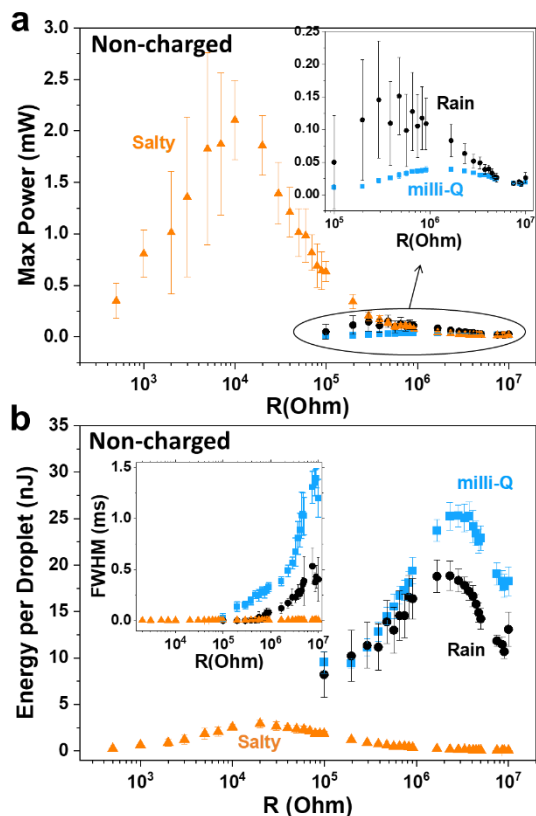 a
Non-charged
Max Power (mW)
3.0
2.5
2.0
1.5
1.0
0.5
0.0
Salty
0.25
0.20
0.15
0.10
0.05
0.00
Rain
milli-Q
10^5
10^6
10^7
R(Ohm)
10^3
10^4
10^5
10^6
10^7
R(Ohm)
b
Non-charged
Energy per Droplet (nJ)
35
30
25
20
15
10
5
0
FWHM (ms)
1.5
1.0
0.5
0.0
10^4
10^5
10^6
10^7
R(Ohm)
milli-Q
Rain
Salty
10^3
10^4
10^5
10^6
10^7
R (Ohm)